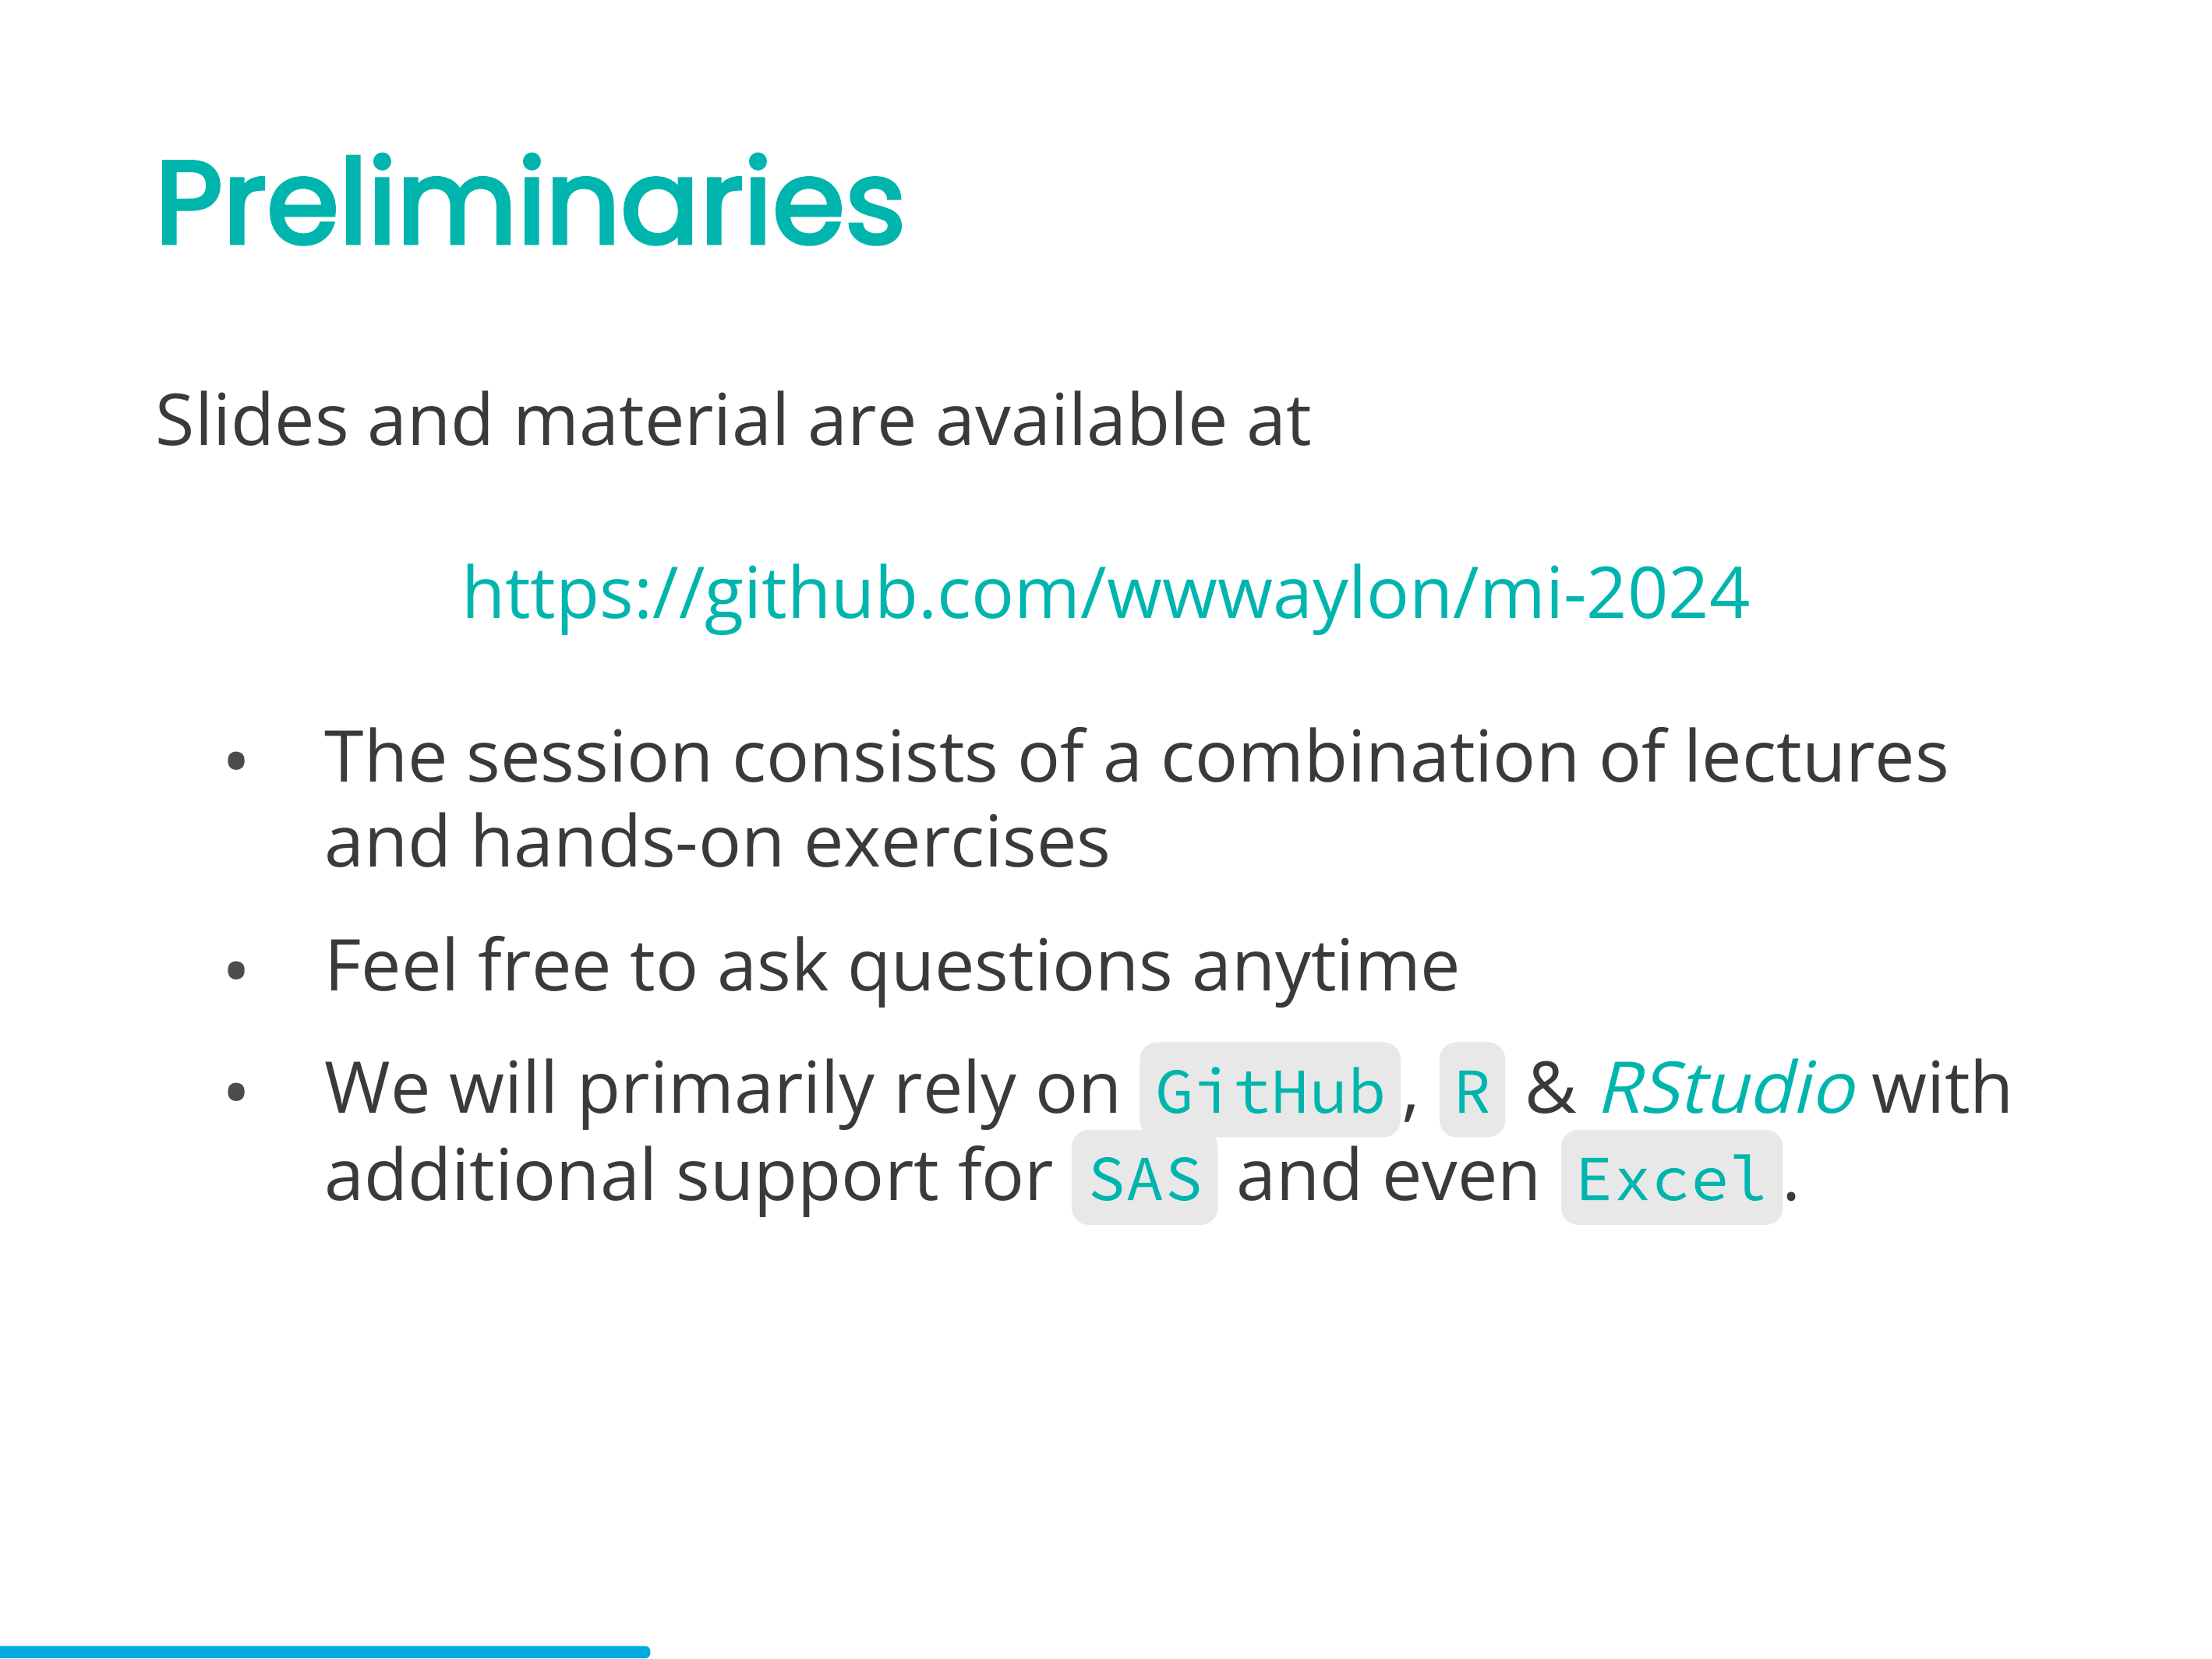 Preliminaries
Slides and material are available at
https://github.com/wwwaylon/mi-2024
• The session consists of a combination of lectures
and hands-on exercises
• Feel free to ask questions anytime
• We will primarily rely on GitHub, R & RStudio with
additional support for SAS and even Excel.